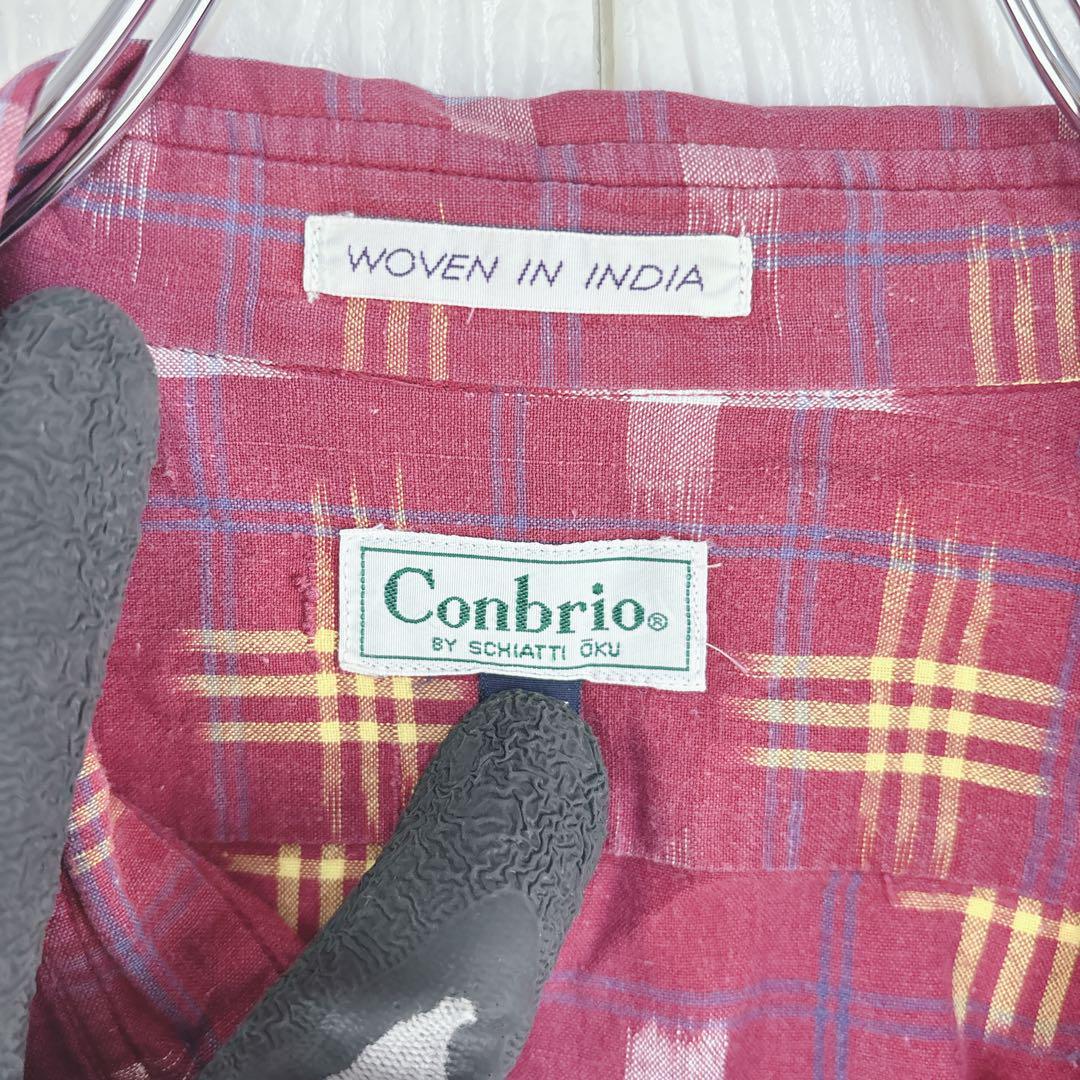 WOVEN IN INDIA
Conbrio®
BY SCHIATTI ŌKU